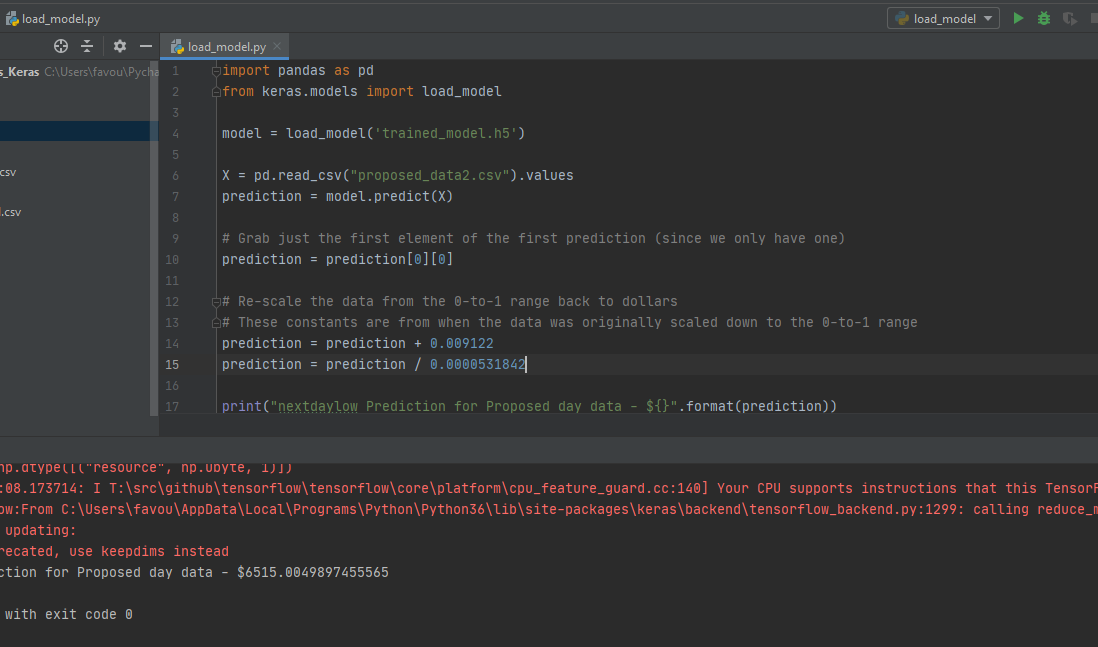 load_model.py
load_model
load_model.py
s_Keras C:\Users\favou\Pycha
csv
.csv
1 import pandas as pd
2 from keras.models import load_model
3
4 model = load_model('trained_model.h5')
5
6 X = pd.read_csv("proposed_data2.csv").values
7 prediction = model.predict(X)
8
9 # Grab just the first element of the first prediction (since we only have one)
10 prediction = prediction[0][0]
11
12 # Re-scale the data from the 0-to-1 range back to dollars
13 # These constants are from when the data was originally scaled down to the 0-to-1 range
14 prediction = prediction + 0.009122
15 prediction = prediction / 0.0000531842
16
17 print("nextdaylow Prediction for Proposed day data - ${}".format(prediction))
np.dtype([("resource", np.ubyte, 1)])
:08.173714: I T:\src\github\tensorflow\tensorflow\core\platform\cpu_feature_guard.cc:140] Your CPU supports instructions that this TensorF
ow:From C:\Users\favou\AppData\Local\Programs\Python\Python36\lib\site-packages\keras\backend\tensorflow_backend.py:1299: calling reduce_m
updating:
recated, use keepdims instead
ction for Proposed day data - $6515.0049897455565
with exit code 0